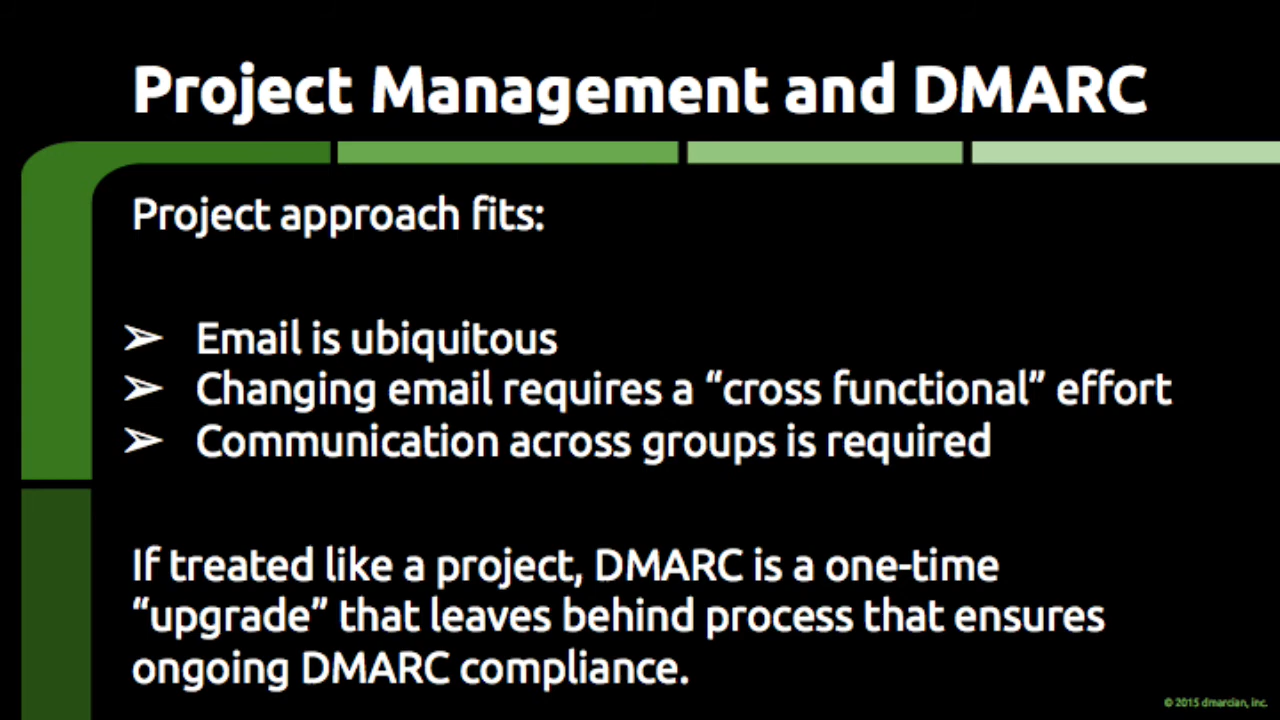 Project Management and DMARC
Project approach fits:
➢ Email is ubiquitous
➢ Changing email requires a “cross functional” effort
➢ Communication across groups is required
If treated like a project, DMARC is a one-time
“upgrade” that leaves behind process that ensures
ongoing DMARC compliance.
© 2015 dmarcian, inc.